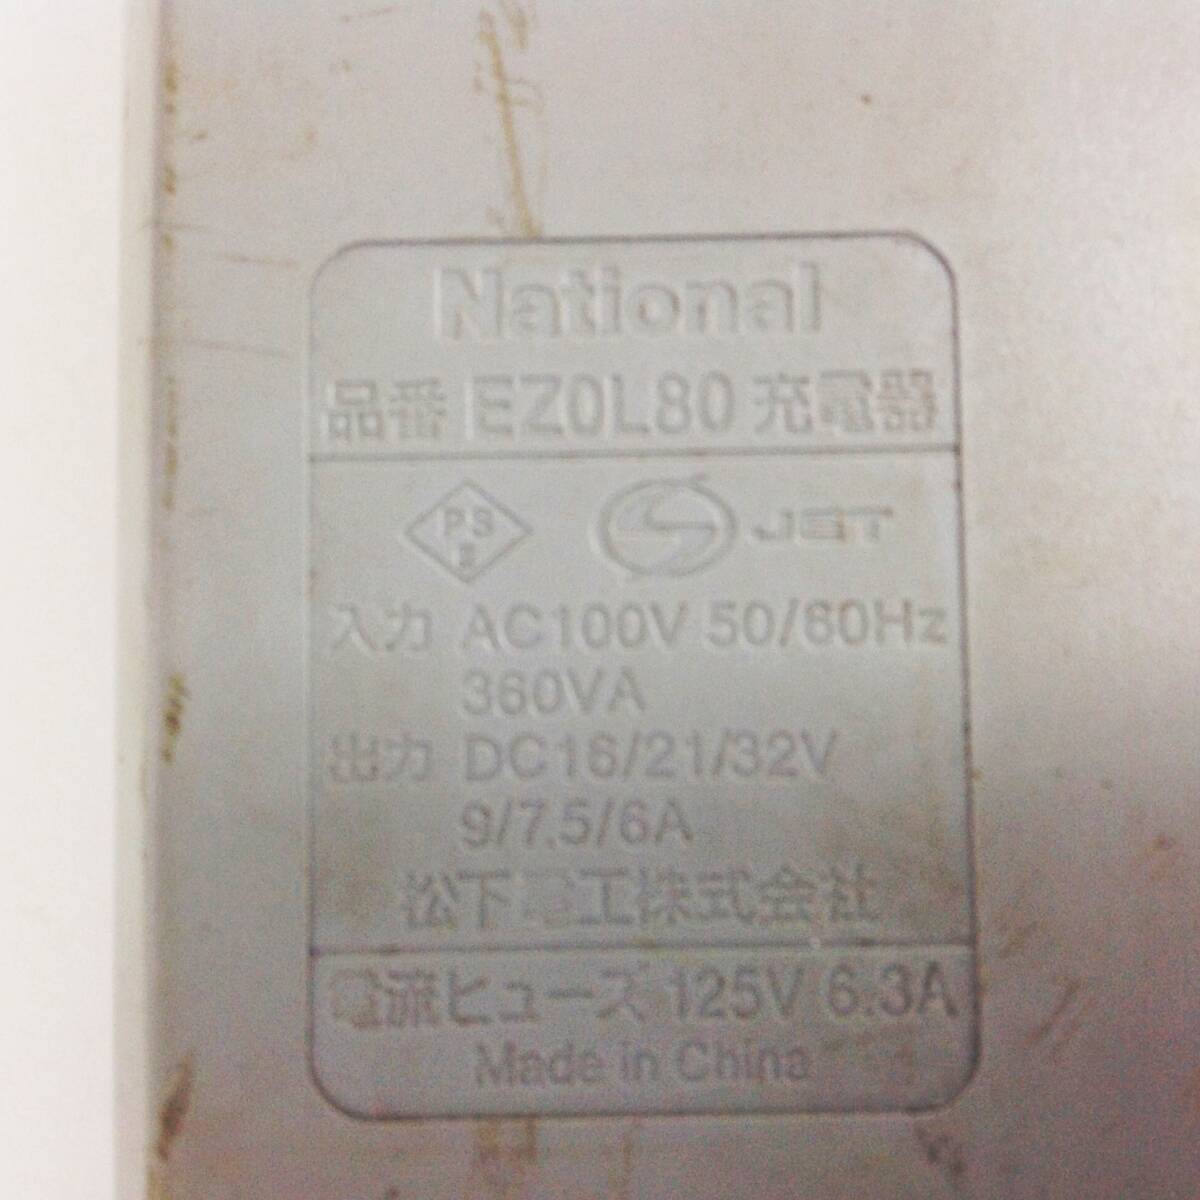 National
品番 EZ0L80 充電器
PS
E
JET
入力 AC100V 50/60Hz
360VA
出力 DC16/21/32V
9/7.5/6A
松下電工株式会社
電流ヒューズ 125V 6.3A
Made in China